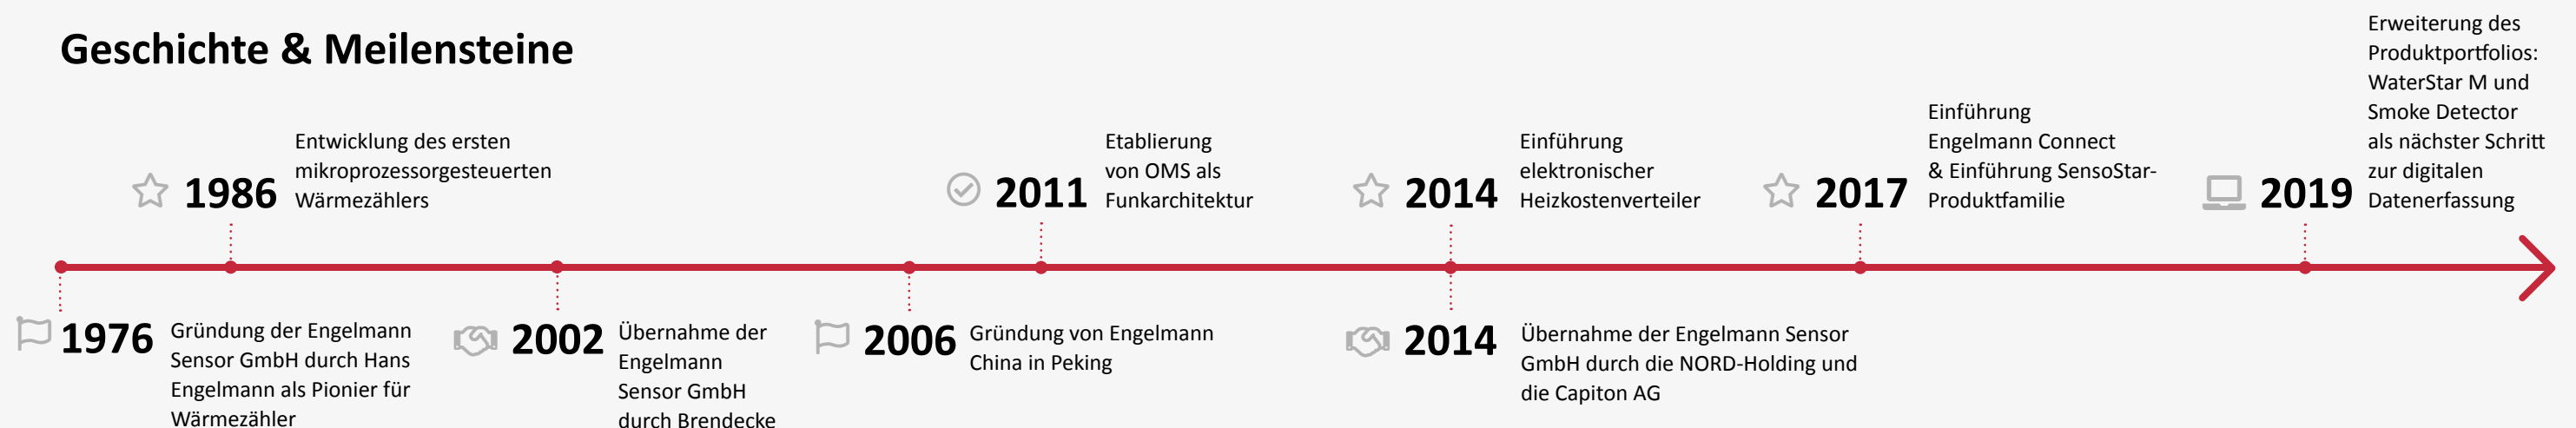 Geschichte & Meilensteine
1976
Gründung der Engelmann
Sensor GmbH durch Hans
Engelmann als Pionier für
Wärmezähler
1986
Entwicklung des ersten
mikroprozessorgesteuerten
Wärmezählers
2002
Übernahme der
Engelmann
Sensor GmbH
durch Brendecke
2006
Gründung von Engelmann
China in Peking
2011
Etablierung
von OMS als
Funkarchitektur
2014
Einführung
elektronischer
Heizkostenverteiler
2014
Übernahme der Engelmann Sensor
GmbH durch die NORD-Holding und
die Capiton AG
2017
Einführung
Engelmann Connect
& Einführung SensoStar-
Produktfamilie
2019
Erweiterung des
Produktportfolios:
WaterStar M und
Smoke Detector
als nächster Schritt
zur digitalen
Datenerfassung